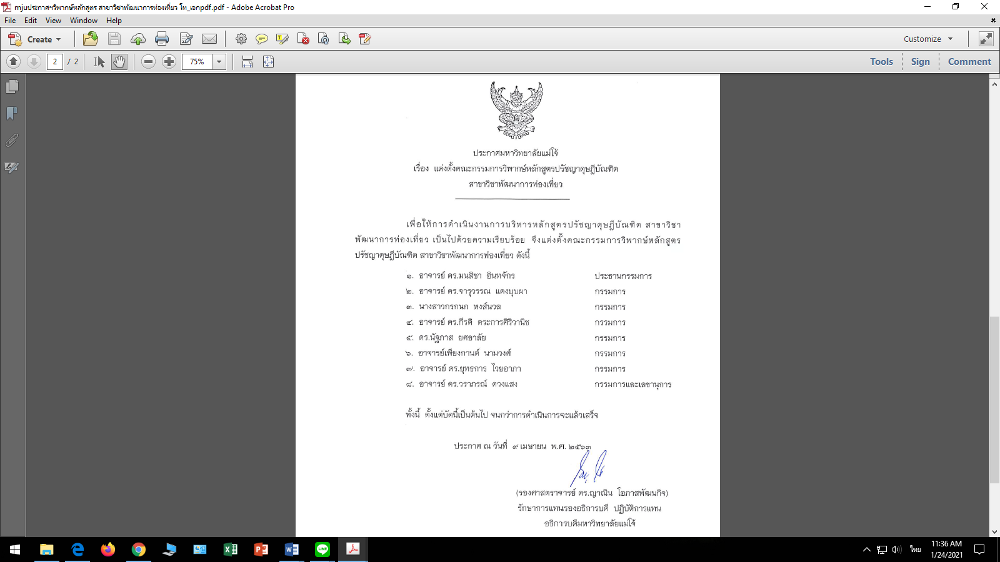 mjuประกาศฯวิพากษ์หลักสูตร สาขาวิชาพัฒนาการท่องเที่ยว โท_เอกpdf.pdf - Adobe Acrobat Pro
File Edit View Window Help
Create
Customize
2 / 2
75%
Tools Sign Comment
ประกาศมหาวิทยาลัยแม่โจ้
เรื่อง แต่งตั้งคณะกรรมการวิพากษ์หลักสูตรปรัชญาดุษฎีบัณฑิต
สาขาวิชาพัฒนาการท่องเที่ยว
เพื่อให้การดำเนินงานการบริหารหลักสูตรปรัชญาดุษฎีบัณฑิต สาขาวิชา
พัฒนาการท่องเที่ยว เป็นไปด้วยความเรียบร้อย จึงแต่งตั้งคณะกรรมการวิพากษ์หลักสูตร
ปรัชญาดุษฎีบัณฑิต สาขาวิชาพัฒนาการท่องเที่ยว ดังนี้
๑. อาจารย์ ดร.มนสิชา อินทจักร ประธานกรรมการ
๒. อาจารย์ ดร.จารุวรรณ แดงบุบผา กรรมการ
๓. นางสาวกรกนก หงส์นวล กรรมการ
๔. อาจารย์ ดร.กีรติ ตระการศิริวานิช กรรมการ
๕. ดร.นัฐภาส ยศอาลัย กรรมการ
๖. อาจารย์เพียงกานต์ นามวงศ์ กรรมการ
๗. อาจารย์ ดร.ยุทธการ ไวยอาภา กรรมการ
๘. อาจารย์ ดร.วราภรณ์ ดวงแสง กรรมการและเลขานุการ
ทั้งนี้ ตั้งแต่บัดนี้เป็นต้นไป จนกว่าการดำเนินการจะแล้วเสร็จ
ประกาศ ณ วันที่ ๙ เมษายน พ.ศ. ๒๕๖๓
(รองศาสตราจารย์ ดร.ญาณิน โอภาสพัฒนกิจ)
รักษาการแทนรองอธิการบดี ปฏิบัติการแทน
อธิการบดีมหาวิทยาลัยแม่โจ้
ไทย
11:36 AM
1/24/2021